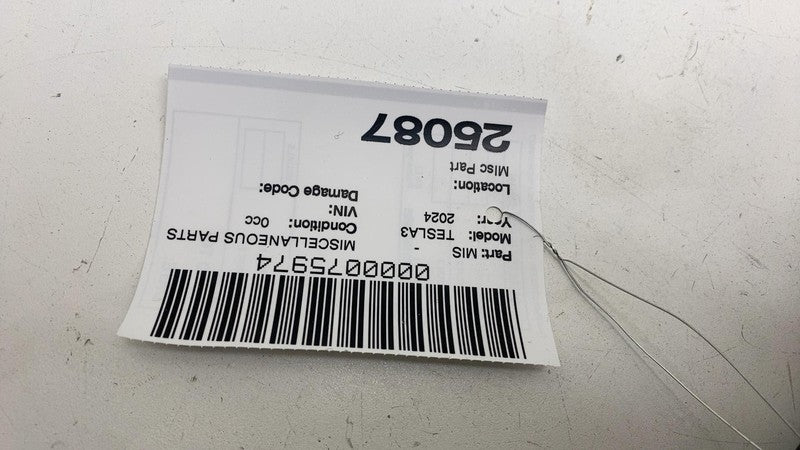 0000075974
Part: MIS - MISCELLANEOUS PARTS
Model: TESLA3 Condition: 0cc
Year: 2024 VIN:
Location: Damage Code:
Misc Part
25087